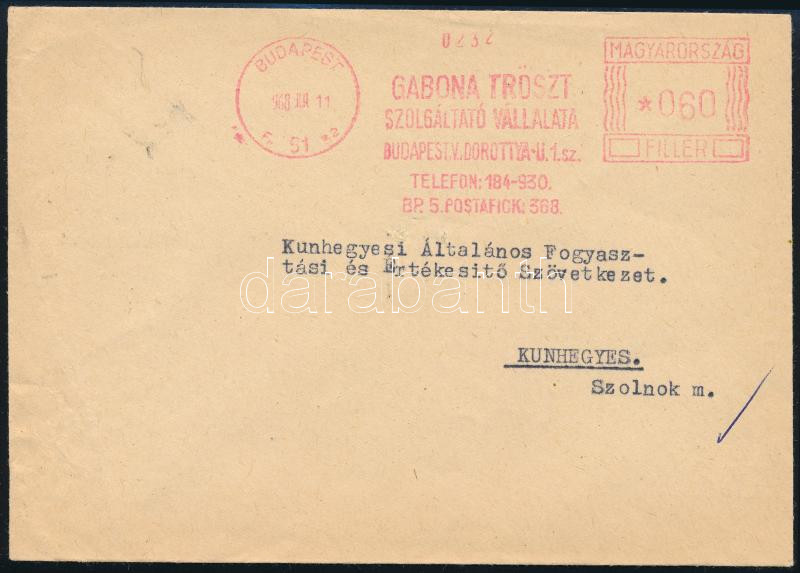 0232
BUDAPEST
968 JUL 11
51
GABONA TRÖSZT
SZOLGÁLTATÓ VÁLLALATA
BUDAPEST.V. DOROTTYA-U. 1.sz.
TELEFON: 184-930.
BP. 5. POSTAFIÓK: 368.
MAGYARORSZÁG
*060
FILLÉR
Kunhegyesi Általános Fogyasz-
tási és Értékesitő Szövetkezet.
darabanth
KUNHEGYES.
Szolnok m.